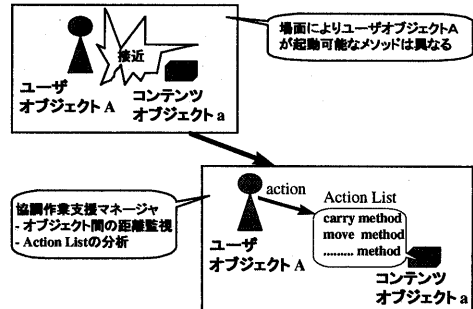 接近
ユーザ
オブジェクト A
コンテンツ
オブジェクト a
場面によりユーザオブジェクトA
が起動可能なメソッドは異なる
協調作業支援マネージャ
- オブジェクト間の距離監視
- Action Listの分析
action
ユーザ
オブジェクト A
Action List
carry method
move method
......... method
コンテンツ
オブジェクト a